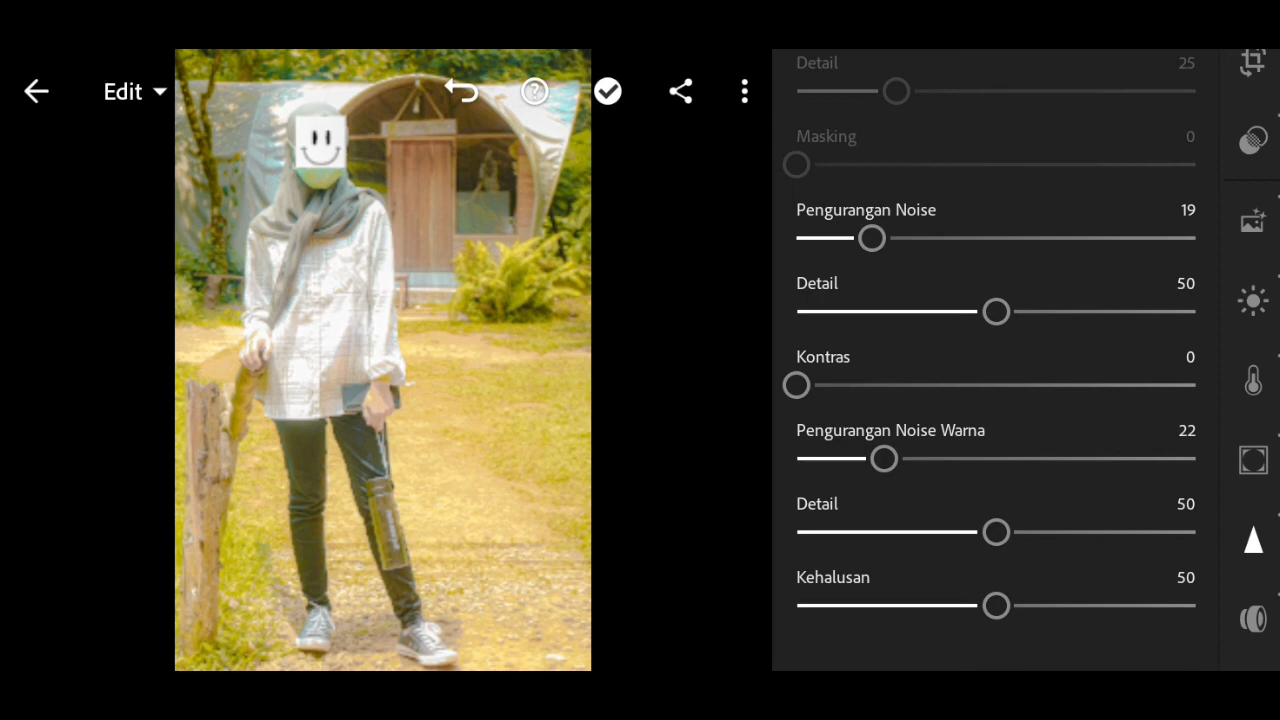 Edit
Detail 25
Masking 0
Pengurangan Noise 19
Detail 50
Kontras 0
Pengurangan Noise Warna 22
Detail 50
Kehalusan 50